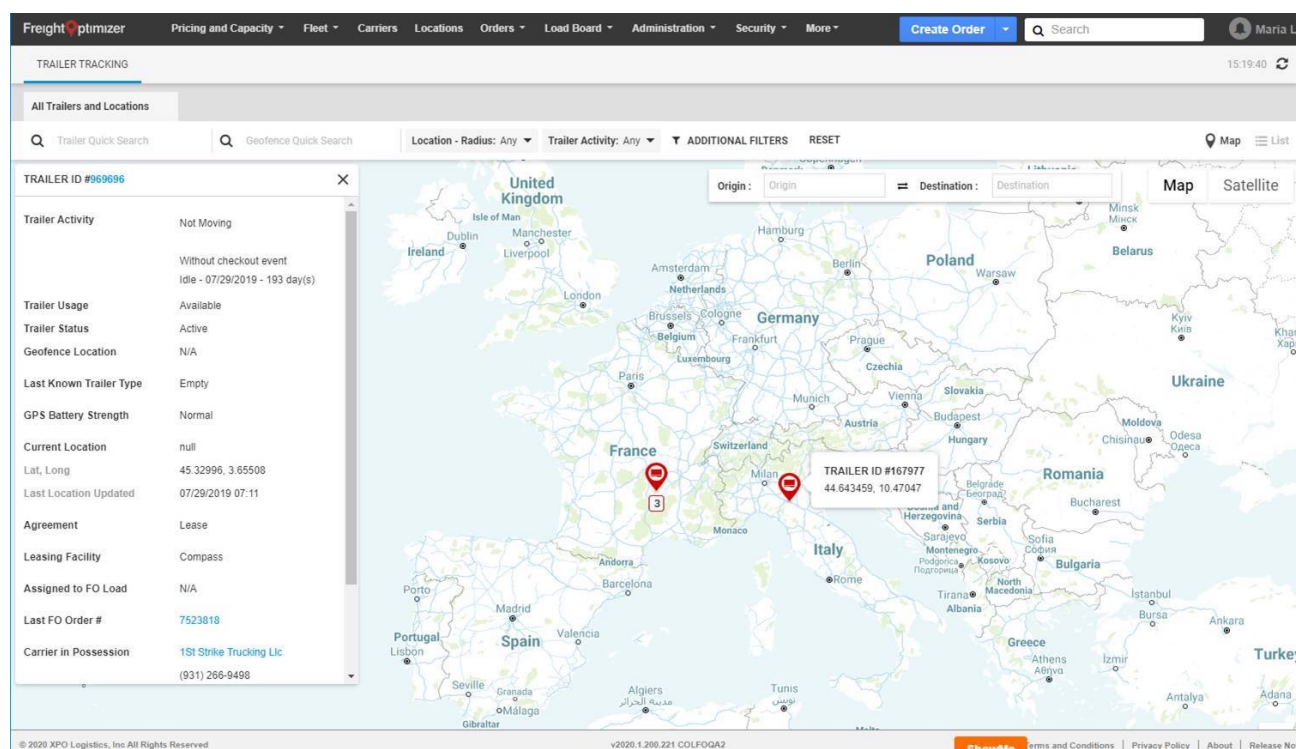 FreightOptimizer Pricing and Capacity Fleet Carriers Locations Orders Load Board Administration Security More Create Order Search Maria L
TRAILER TRACKING 15:19:40
All Trailers and Locations
Trailer Quick Search Geofence Quick Search Location - Radius: Any Trailer Activity: Any ADDITIONAL FILTERS RESET Map List
TRAILER ID #969696
Trailer Activity Not Moving
Without checkout event
Idle - 07/29/2019 - 193 day(s)
Trailer Usage Available
Trailer Status Active
Geofence Location N/A
Last Known Trailer Type Empty
GPS Battery Strength Normal
Current Location null
Lat, Long 45.32996, 3.65508
Last Location Updated 07/29/2019 07:11
Agreement Lease
Leasing Facility Compass
Assigned to FO Load N/A
Last FO Order # 7523818
Carrier in Possession 1St Strike Trucking Llc
(931) 266-9498
Origin : Origin Destination : Destination
Map Satellite
United
Kingdom
Isle of Man
Dublin
Manchester
Ireland
Liverpool
Hamburg
Minsk
Мінск
Belarus
Amsterdam
Berlin
Poland
Warsaw
Netherlands
London
Brussels
Cologne
Germany
Belgium
Frankfurt
Prague
Kyiv
Київ
Luxembourg
Czechia
Paris
Ukraine
Munich
Vienna
Slovakia
Budapest
Austria
Hungary
Moldova
Chisinau
Odesa
Одеса
France
Switzerland
Milan
TRAILER ID #167977
44.643459, 10.47047
3
Romania
Belgrade
Београд
Bucharest
Bosnia and
Herzegovina
Serbia
Monaco
Sarajevo
Sofia
София
Italy
Montenegro
Kosovo
Bulgaria
Podgorica
Подгорица
Andorra
Barcelona
Rome
North
Macedonia
Porto
Tirana
Albania
İstanbul
Bursa
Ankara
Madrid
Portugal
Spain
Valencia
Lisbon
Greece
Turkey
Athens
Αθήνα
İzmir
Seville
Granada
Málaga
Gibraltar
Algiers
مدينة الجزائر
Tunis
تونس
Antalya
Adana
© 2020 XPO Logistics, Inc All Rights Reserved v2020.1.200.221 COLFOQA2 ShowMe Terms and Conditions | Privacy Policy | About | Release No